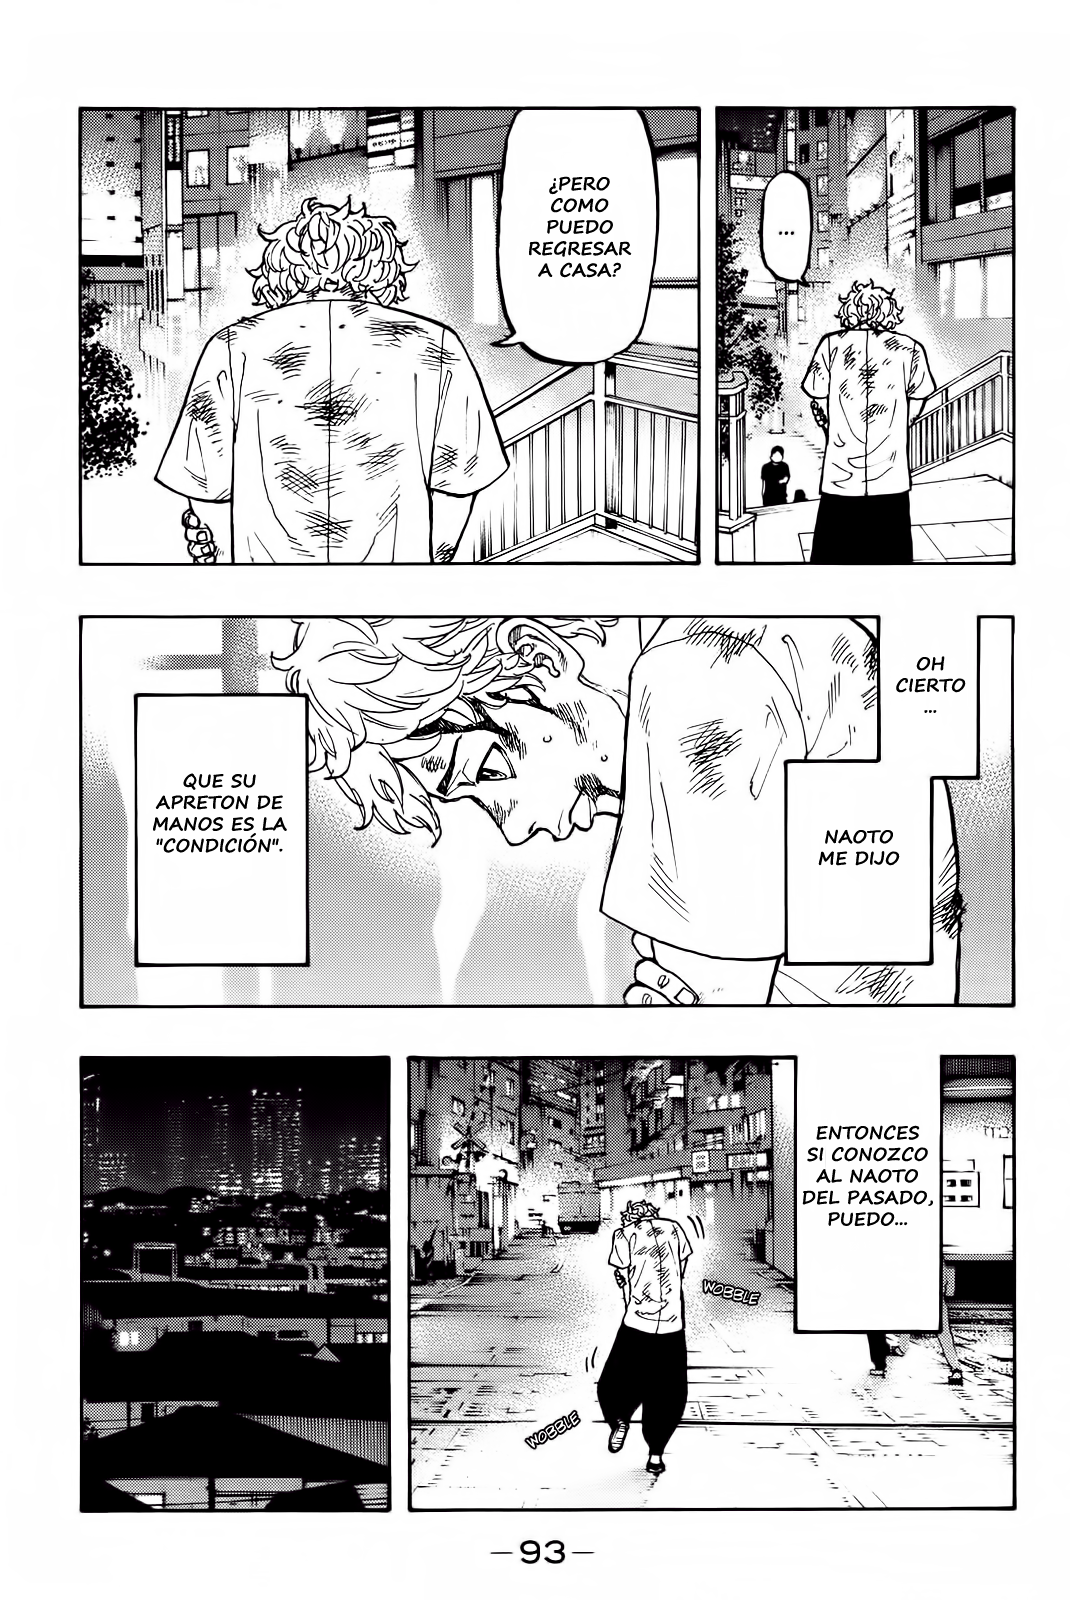 ...
¿PERO
COMO
PUEDO
REGRESAR
A CASA?
OH
CIERTO
...
NAOTO
ME DIJO
QUE SU
APRETON DE
MANOS ES LA
"CONDICIÓN".
ENTONCES
SI CONOZCO
AL NAOTO
DEL PASADO,
PUEDO...
WOBBLE
WOBBLE
-93-